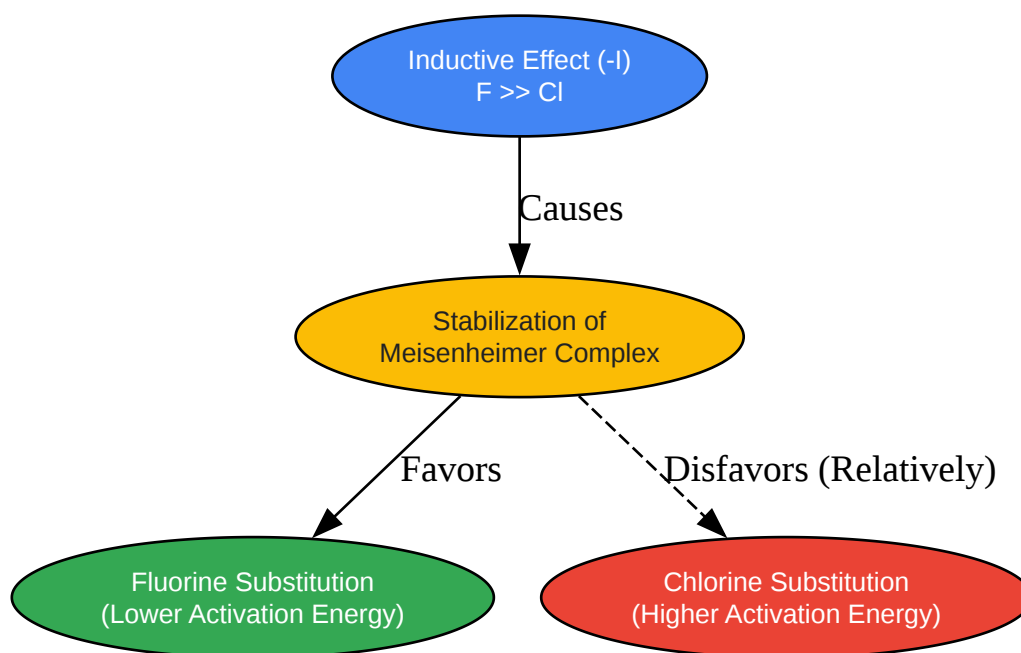 Inductive Effect (-I)
F >> Cl
Causes
Stabilization of
Meisenheimer Complex
Favors
Disfavors (Relatively)
Fluorine Substitution
(Lower Activation Energy)
Chlorine Substitution
(Higher Activation Energy)